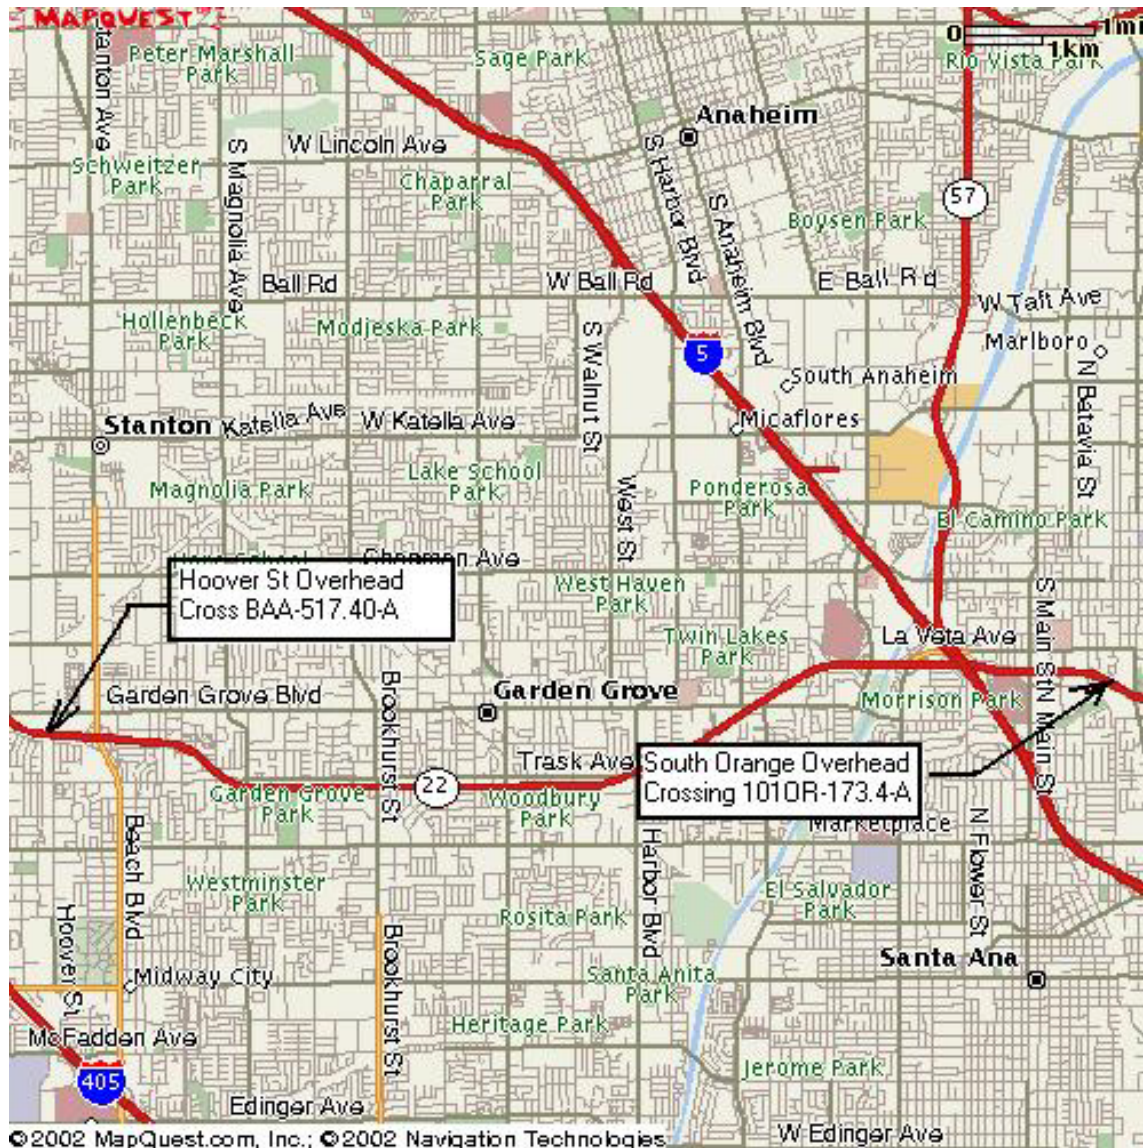 MAPQUEST
Stanton Ave
Peter Marshall
Park
Sage Park
0
1mi
1km
Rio Vista Park
Anaheim
W Lincoln Ave
S Magnolia Ave
S Harbor Blvd
S Anaheim Blvd
Schweitzer
Park
Chaparral
Park
57
Boysen Park
Ball Rd
W Ball Rd
E Ball Rd
W Taft Ave
Hollenbeck
Park
Modjeska Park
S Walnut St
5
Marlboro
South Anaheim
N Batavia St
Stanton
Katella Ave
W Katella Ave
Micaflores
Lake School
Park
Magnolia Park
West St
Ponderosa
Park
El Camino Park
Chapman Ave
Hoover St Overhead
Cross BAA-517.40-A
West Haven
Park
S Main St
Twin Lakes
Park
La Veta Ave
Garden Grove Blvd
Brookhurst St
Garden Grove
Morrison Park
N Main St
Trask Ave
South Orange Overhead
Crossing 101OR-173.4-A
22
Garden Grove
Park
Woodbury
Park
Marketplace
Beach Blvd
Harbor Blvd
N Flower St
Westminster
Park
El Salvador
Park
Hoover St
Rosita Park
Brookhurst St
Santa Ana
Midway City
Santa Anita
Park
McFadden Ave
Heritage Park
Jerome Park
405
Edinger Ave
W Edinger Ave
©2002 MapQuest.com, Inc.; ©2002 Navigation Technologies